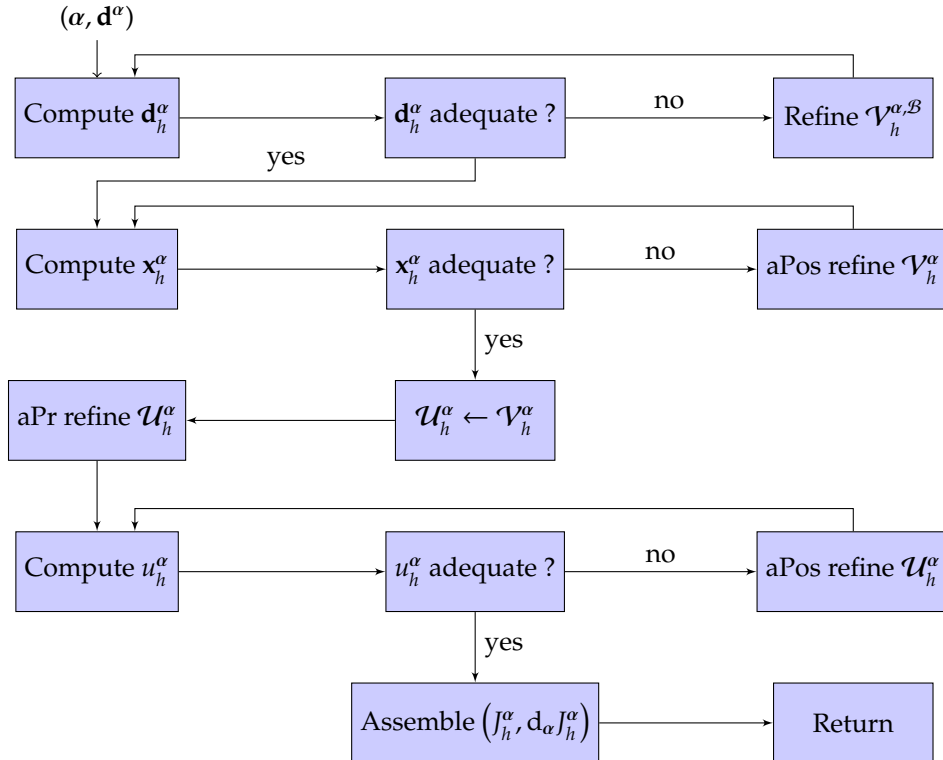 (𝜶, 𝐝^𝜶)
Compute 𝐝_h^𝜶
𝐝_h^𝜶 adequate ?
no
Refine 𝓥_h^{𝜶,𝓑}
yes
Compute 𝐱_h^𝜶
𝐱_h^𝜶 adequate ?
no
aPos refine 𝓥_h^𝜶
yes
aPr refine 𝓤_h^𝜶
𝓤_h^𝜶 ← 𝓥_h^𝜶
Compute u_h^𝜶
u_h^𝜶 adequate ?
no
aPos refine 𝓤_h^𝜶
yes
Assemble (J_h^𝜶, d_𝜶 J_h^𝜶)
Return